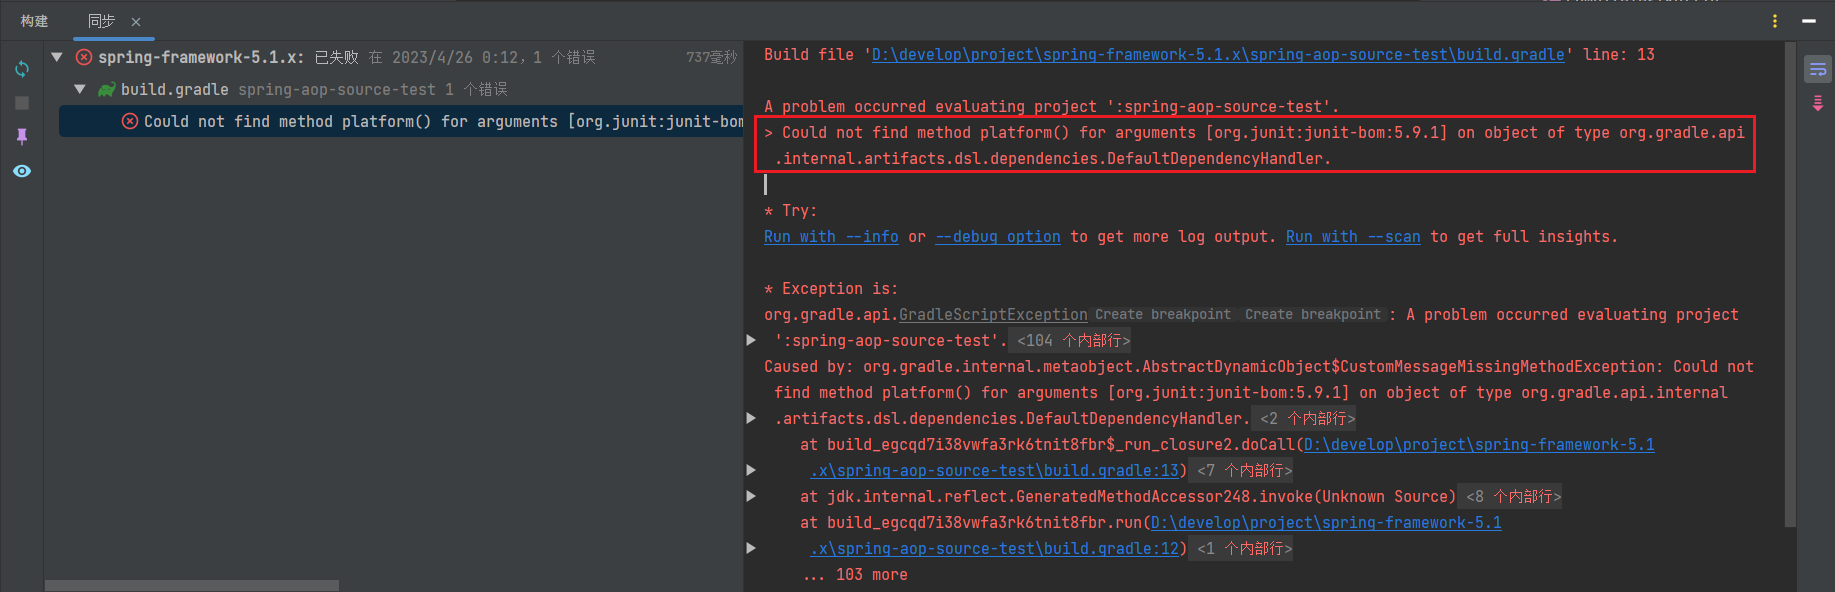 构建
同步
spring-framework-5.1.x: 已失败 在 2023/4/26 0:12, 1 个错误 737毫秒
build.gradle spring-aop-source-test 1 个错误
Could not find method platform() for arguments [org.junit:junit-bom
Build file 'D:\develop\project\spring-framework-5.1.x\spring-aop-source-test\build.gradle' line: 13
A problem occurred evaluating project ':spring-aop-source-test'.
> Could not find method platform() for arguments [org.junit:junit-bom:5.9.1] on object of type org.gradle.api
.internal.artifacts.dsl.dependencies.DefaultDependencyHandler.
* Try:
Run with --info or --debug option to get more log output. Run with --scan to get full insights.
* Exception is:
org.gradle.api.GradleScriptException Create breakpoint Create breakpoint : A problem occurred evaluating project
':spring-aop-source-test'. <104 个内部行>
Caused by: org.gradle.internal.metaobject.AbstractDynamicObject$CustomMessageMissingMethodException: Could not
find method platform() for arguments [org.junit:junit-bom:5.9.1] on object of type org.gradle.api.internal
.artifacts.dsl.dependencies.DefaultDependencyHandler. <2 个内部行>
at build_egcqd7i38vwfa3rk6tnit8fbr$_run_closure2.doCall(D:\develop\project\spring-framework-5.1
.x\spring-aop-source-test\build.gradle:13) <7 个内部行>
at jdk.internal.reflect.GeneratedMethodAccessor248.invoke(Unknown Source) <8 个内部行>
at build_egcqd7i38vwfa3rk6tnit8fbr.run(D:\develop\project\spring-framework-5.1
.x\spring-aop-source-test\build.gradle:12) <1 个内部行>
... 103 more